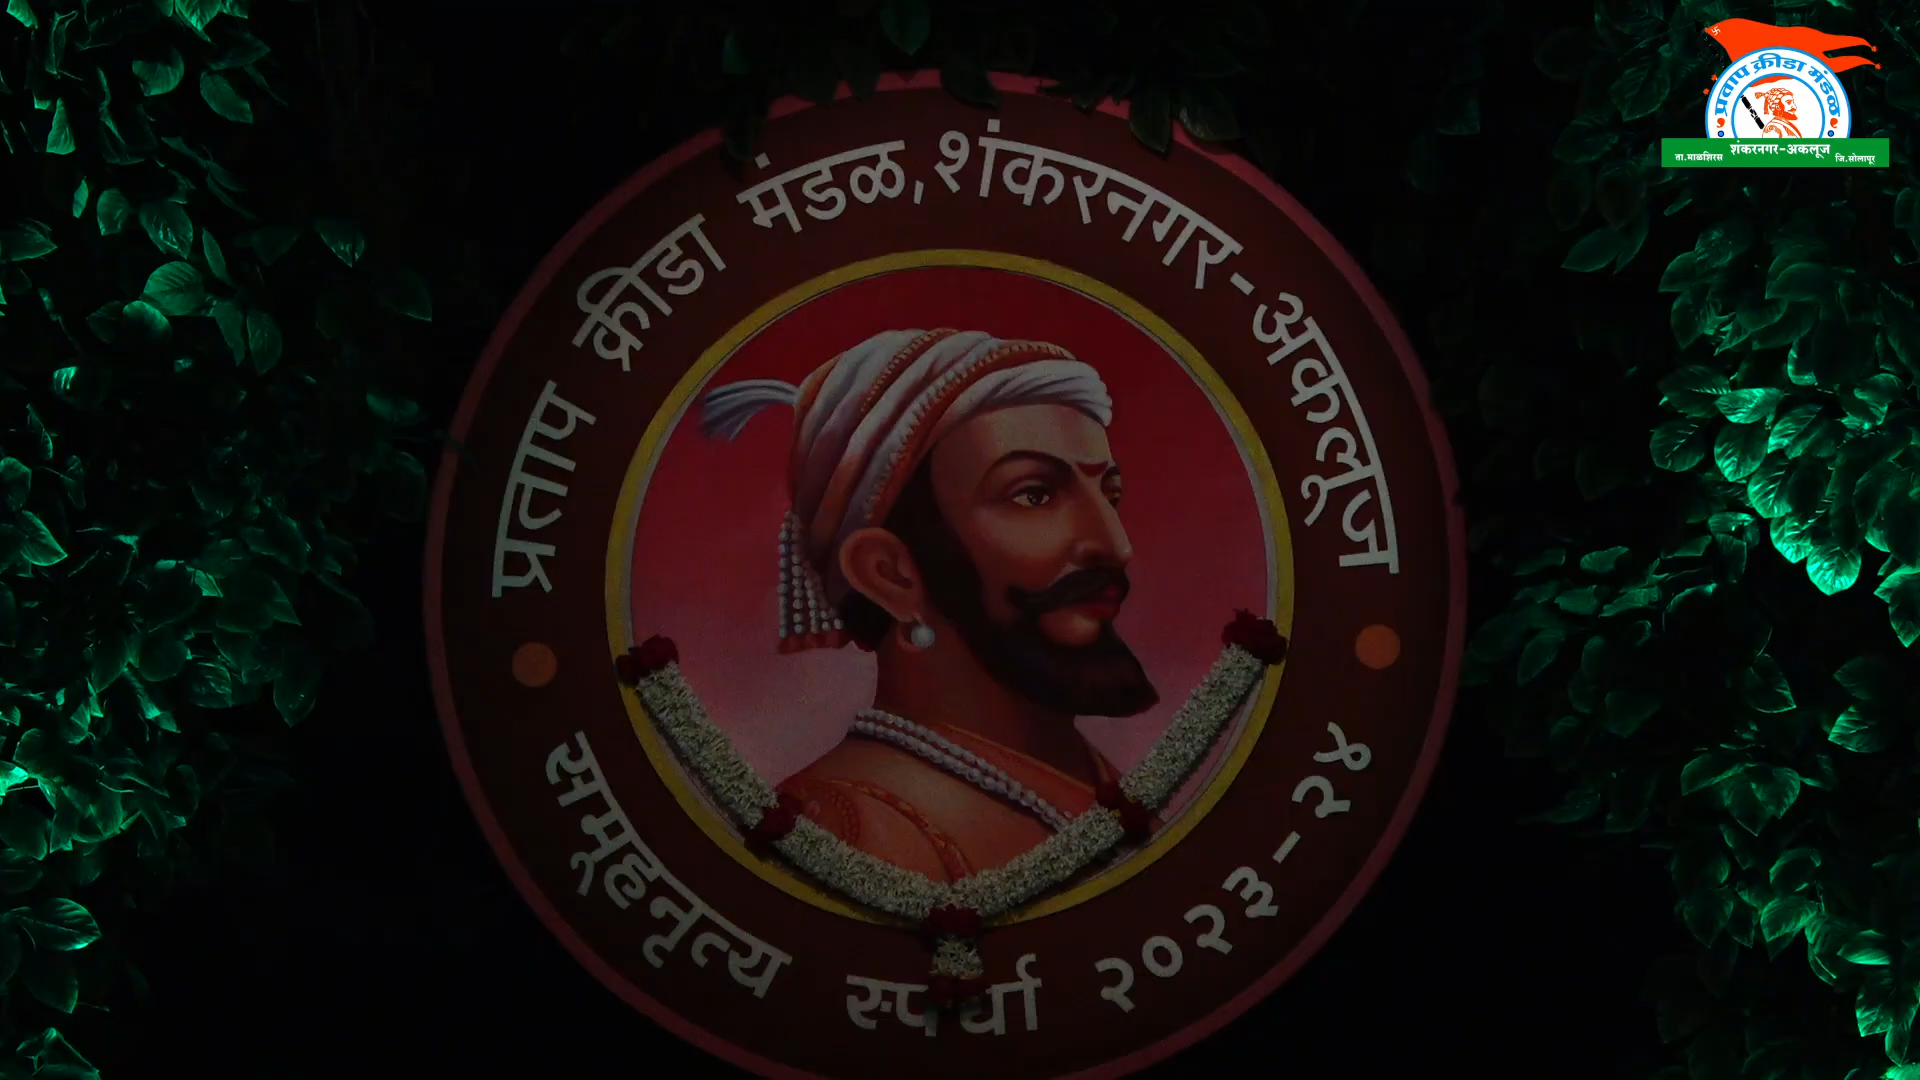 प्रताप क्रीडा मंडळ, शंकरनगर-अकलूज
समूहनृत्य स्पर्धा २०२३-२४
प्रताप क्रीडा मंडळ
ता.माळशिरस शंकरनगर-अकलूज जि.सोलापूर